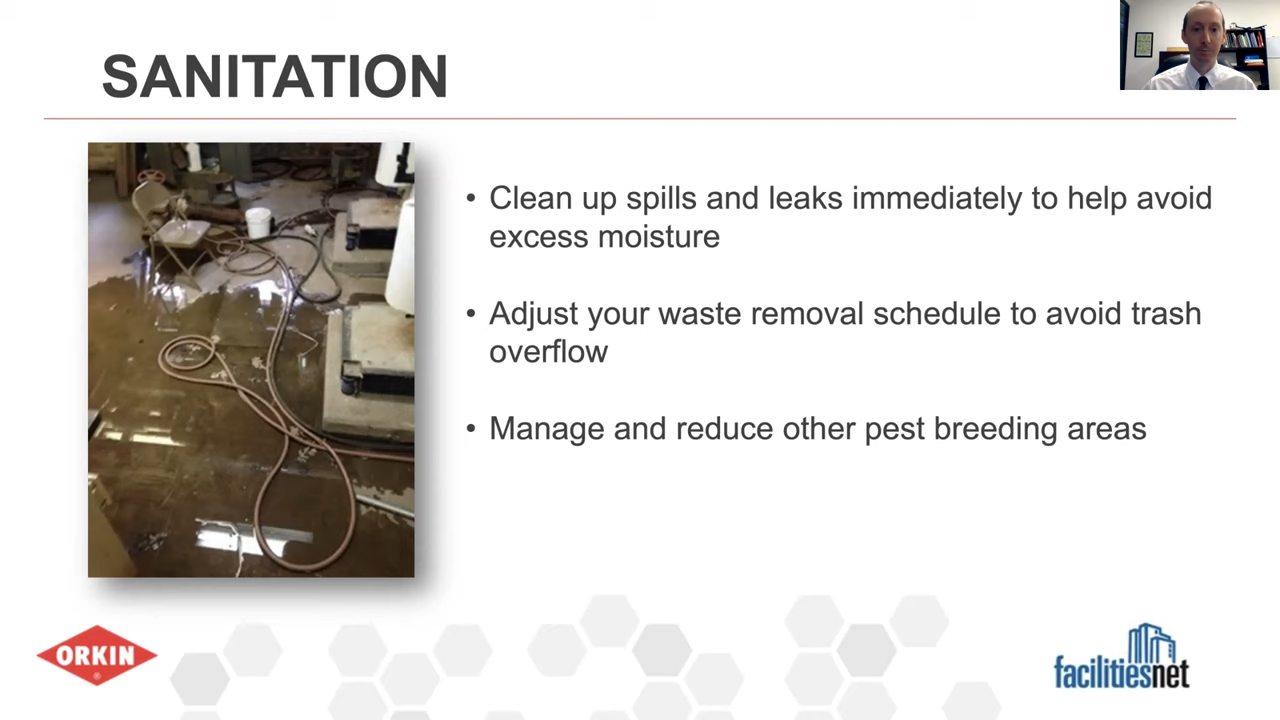 SANITATION
• Clean up spills and leaks immediately to help avoid
excess moisture
• Adjust your waste removal schedule to avoid trash
overflow
• Manage and reduce other pest breeding areas
ORKIN
®
facilitiesnet